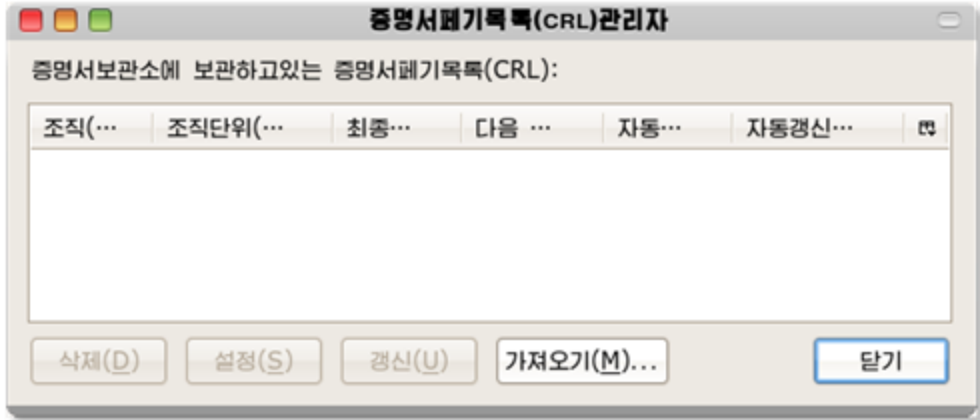 증명서페기목록(CRL)관리자
증명서보관소에 보관하고있는 증명서페기목록(CRL):
조직(… 조직단위(… 최종… 다음 … 자동… 자동갱신…
삭제(D) 설정(S) 갱신(U) 가져오기(M)... 닫기